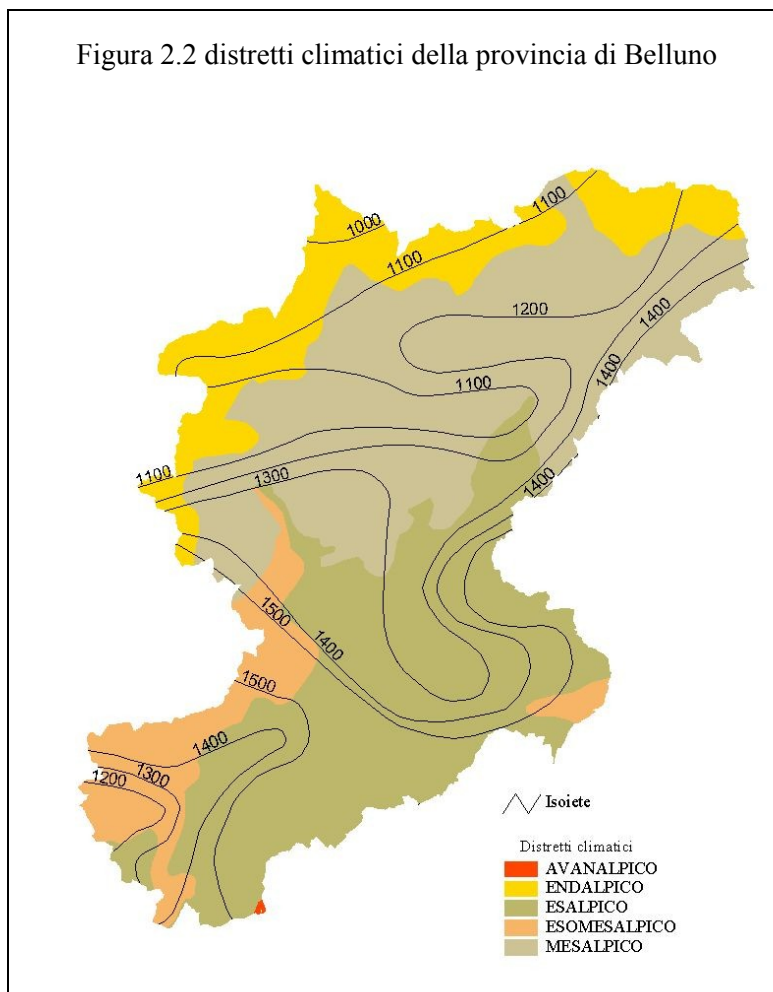 Figura 2.2 distretti climatici della provincia di Belluno
1100
1000
1100
1200
1400
1400
1100
1100
1300
1400
1500
1400
1500
1400
1300
1200
Isoiete
Distretti climatici
AVANALPICO
ENDALPICO
ESALPICO
ESOMESALPICO
MESALPICO